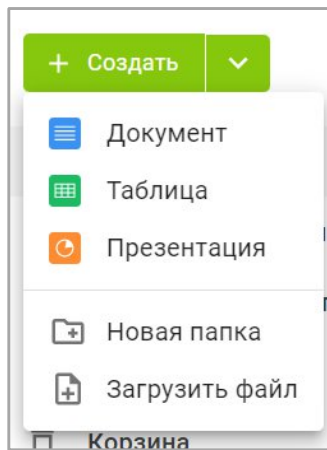 + Создать
Документ
Таблица
Презентация
Новая папка
Загрузить файл
Корзина